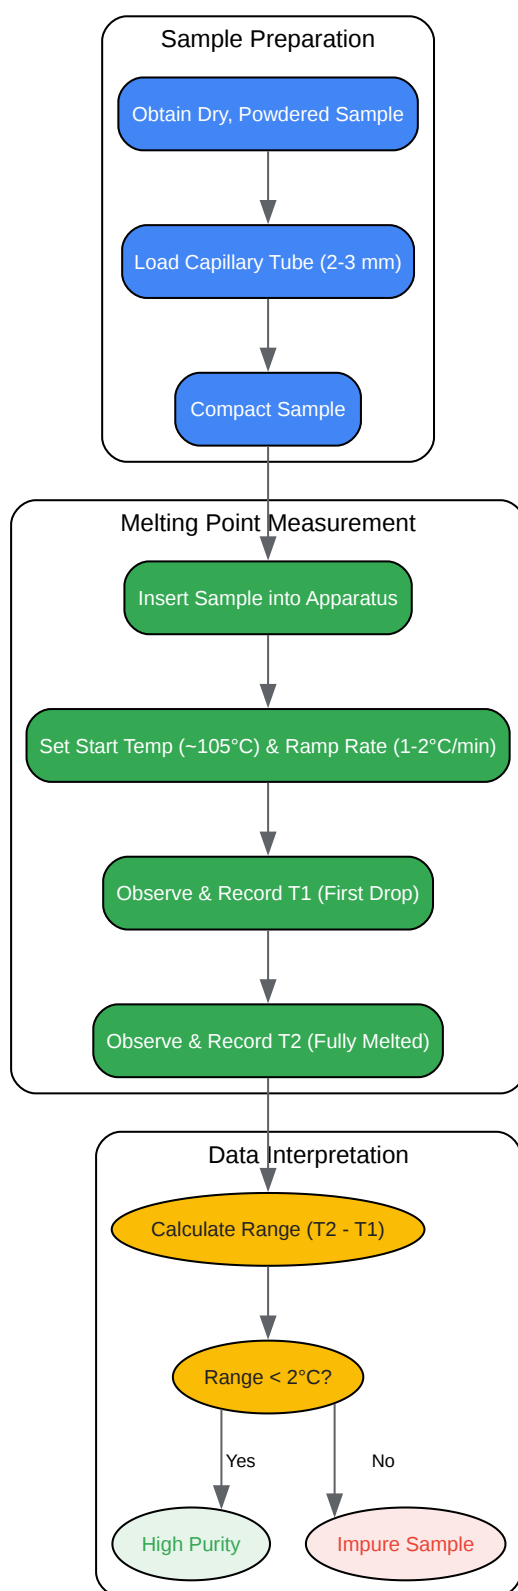 Sample Preparation
Obtain Dry, Powdered Sample
Load Capillary Tube (2-3 mm)
Compact Sample
Melting Point Measurement
Insert Sample into Apparatus
Set Start Temp (~105°C) & Ramp Rate (1-2°C/min)
Observe & Record T1 (First Drop)
Observe & Record T2 (Fully Melted)
Data Interpretation
Calculate Range (T2 - T1)
Range < 2°C?
Yes
No
High Purity
Impure Sample